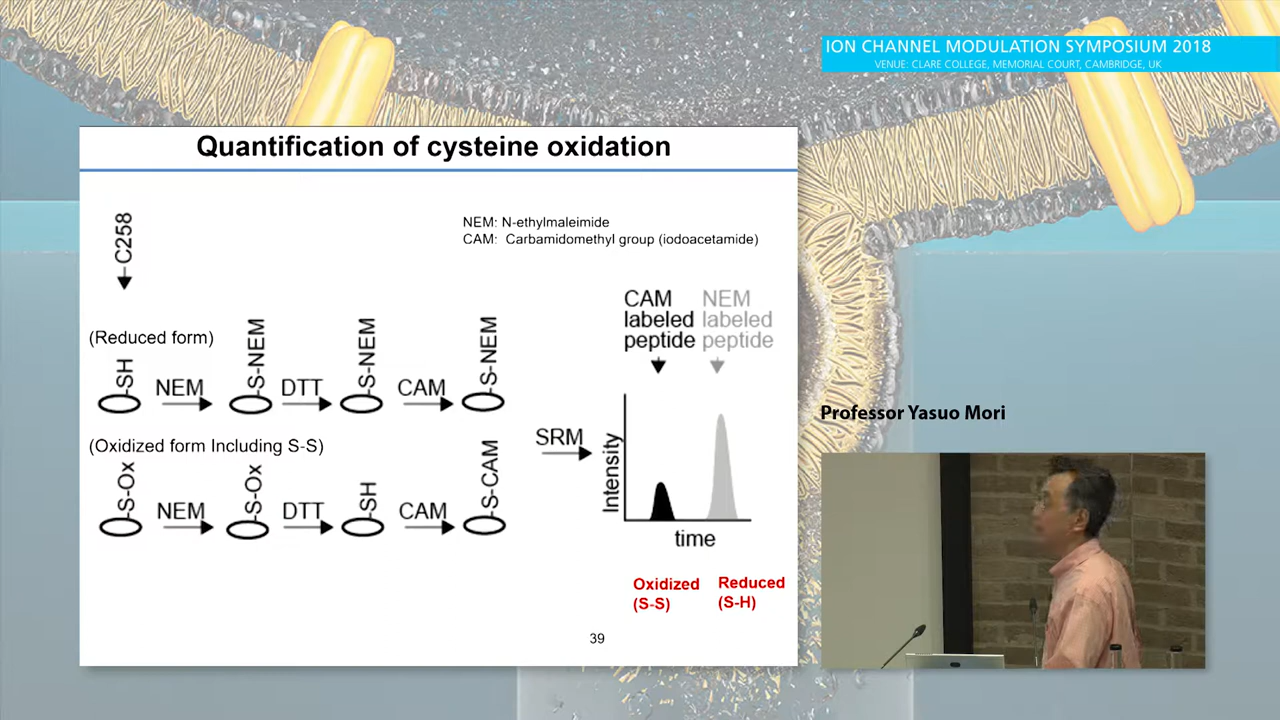 ION CHANNEL MODULATION SYMPOSIUM 2018
VENUE: CLARE COLLEGE, MEMORIAL COURT, CAMBRIDGE, UK
Quantification of cysteine oxidation
C258
NEM: N-ethylmaleimide
CAM: Carbamidomethyl group (iodoacetamide)
(Reduced form)
-SH
NEM
-S-NEM
DTT
-S-NEM
CAM
-S-NEM
(Oxidized form Including S-S)
-S-Ox
NEM
-S-Ox
DTT
-SH
CAM
-S-CAM
SRM
CAM
labeled
peptide
NEM
labeled
peptide
Intensity
time
Oxidized
(S-S)
Reduced
(S-H)
39
Professor Yasuo Mori